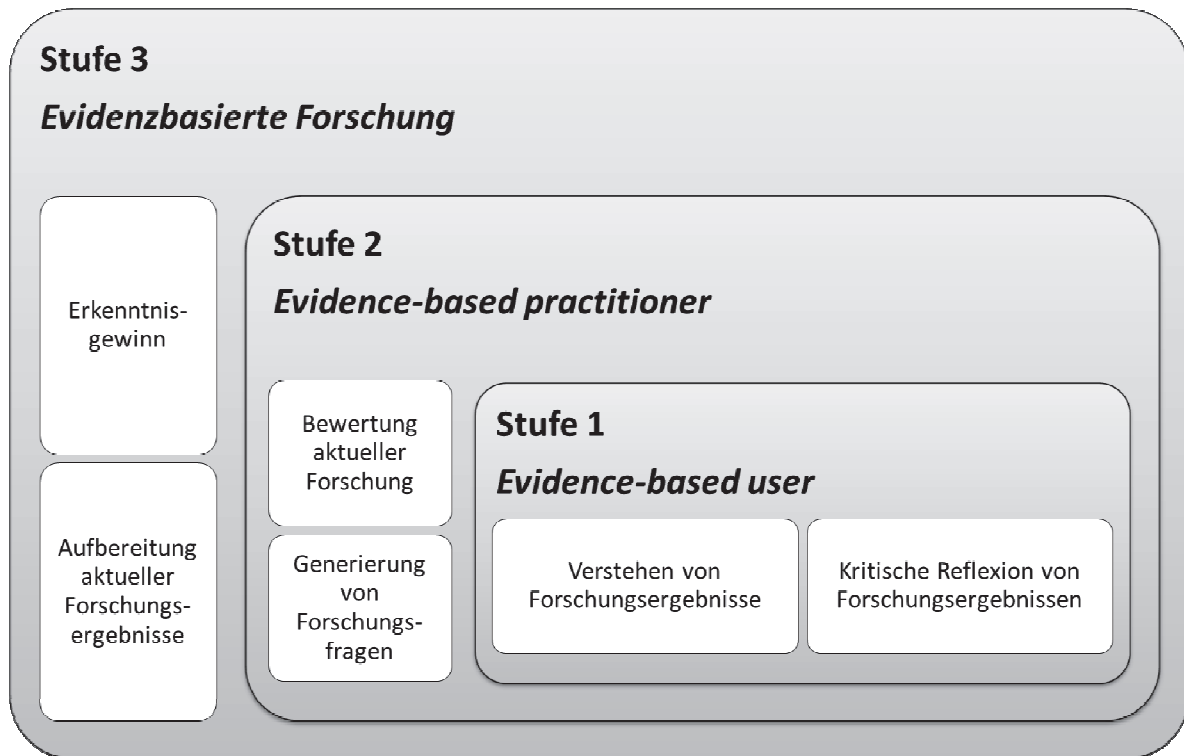 Stufe 3
Evidenzbasierte Forschung
Erkenntnis-
gewinn
Aufbereitung
aktueller
Forschungs-
ergebnisse
Stufe 2
Evidence-based practitioner
Bewertung
aktueller
Forschung
Generierung
von
Forschungs-
fragen
Stufe 1
Evidence-based user
Verstehen von
Forschungsergebnisse
Kritische Reflexion von
Forschungsergebnissen